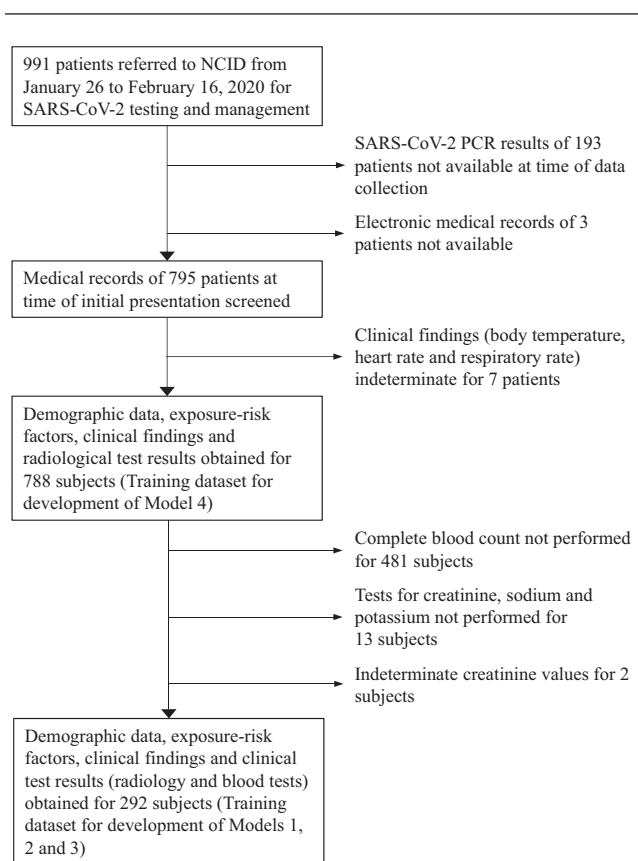 991 patients referred to NCID from
January 26 to February 16, 2020 for
SARS-CoV-2 testing and management
SARS-CoV-2 PCR results of 193
patients not available at time of data
collection
Electronic medical records of 3
patients not available
Medical records of 795 patients at
time of initial presentation screened
Clinical findings (body temperature,
heart rate and respiratory rate)
indeterminate for 7 patients
Demographic data, exposure-risk
factors, clinical findings and
radiological test results obtained for
788 subjects (Training dataset for
development of Model 4)
Complete blood count not performed
for 481 subjects
Tests for creatinine, sodium and
potassium not performed for
13 subjects
Indeterminate creatinine values for 2
subjects
Demographic data, exposure-risk
factors, clinical findings and clinical
test results (radiology and blood tests)
obtained for 292 subjects (Training
dataset for development of Models 1,
2 and 3)